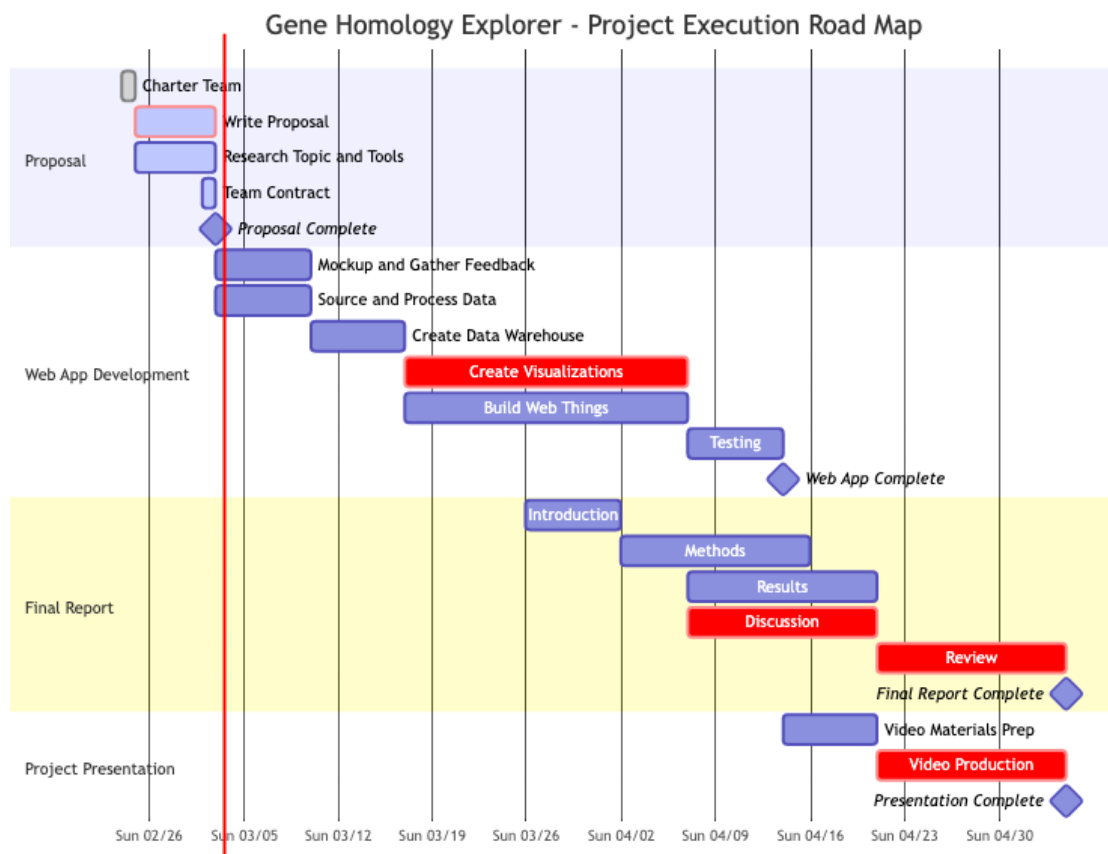 Gene Homology Explorer - Project Execution Road Map
Charter Team
Write Proposal
Proposal
Research Topic and Tools
Team Contract
Proposal Complete
Mockup and Gather Feedback
Source and Process Data
Create Data Warehouse
Web App Development
Create Visualizations
Build Web Things
Testing
Web App Complete
Introduction
Methods
Results
Final Report
Discussion
Review
Final Report Complete
Video Materials Prep
Project Presentation
Video Production
Presentation Complete
Sun 02/26 Sun 03/05 Sun 03/12 Sun 03/19 Sun 03/26 Sun 04/02 Sun 04/09 Sun 04/16 Sun 04/23 Sun 04/30